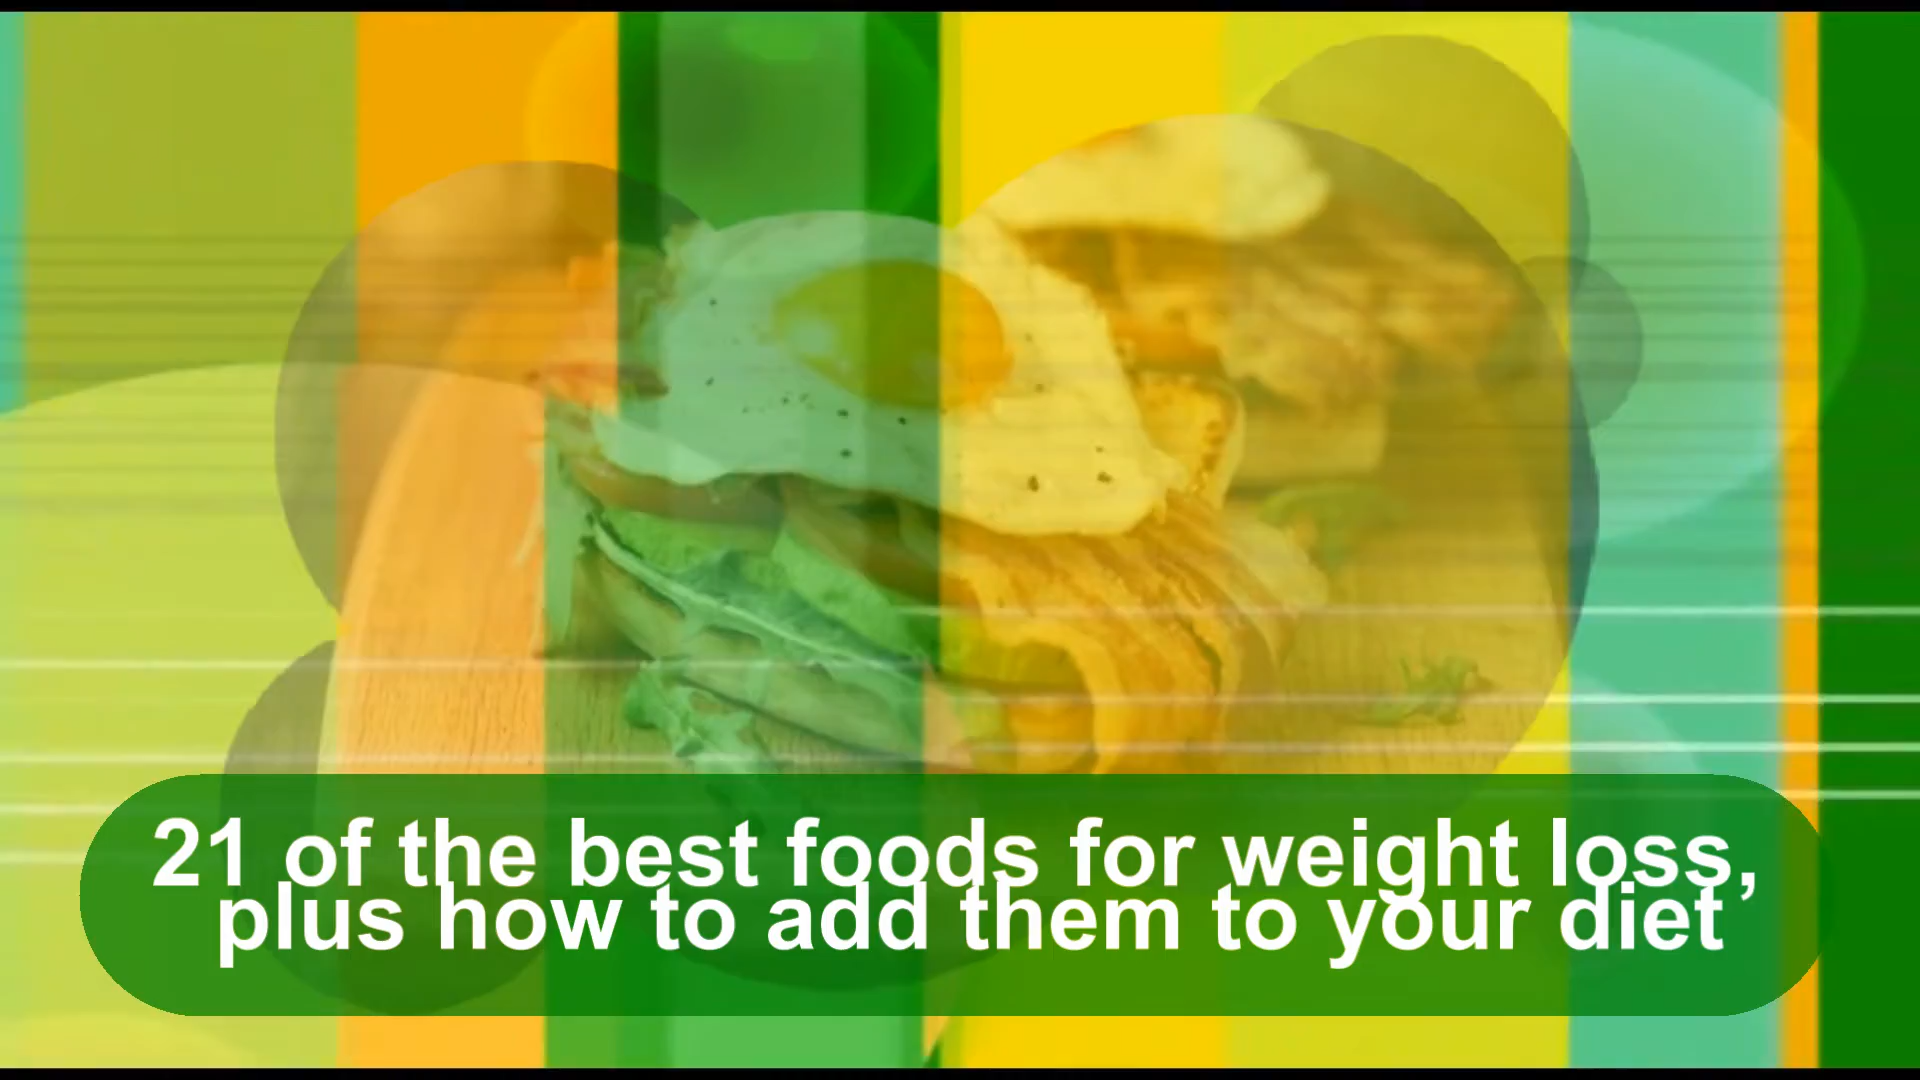 21 of the best foods for weight loss,
plus how to add them to your diet